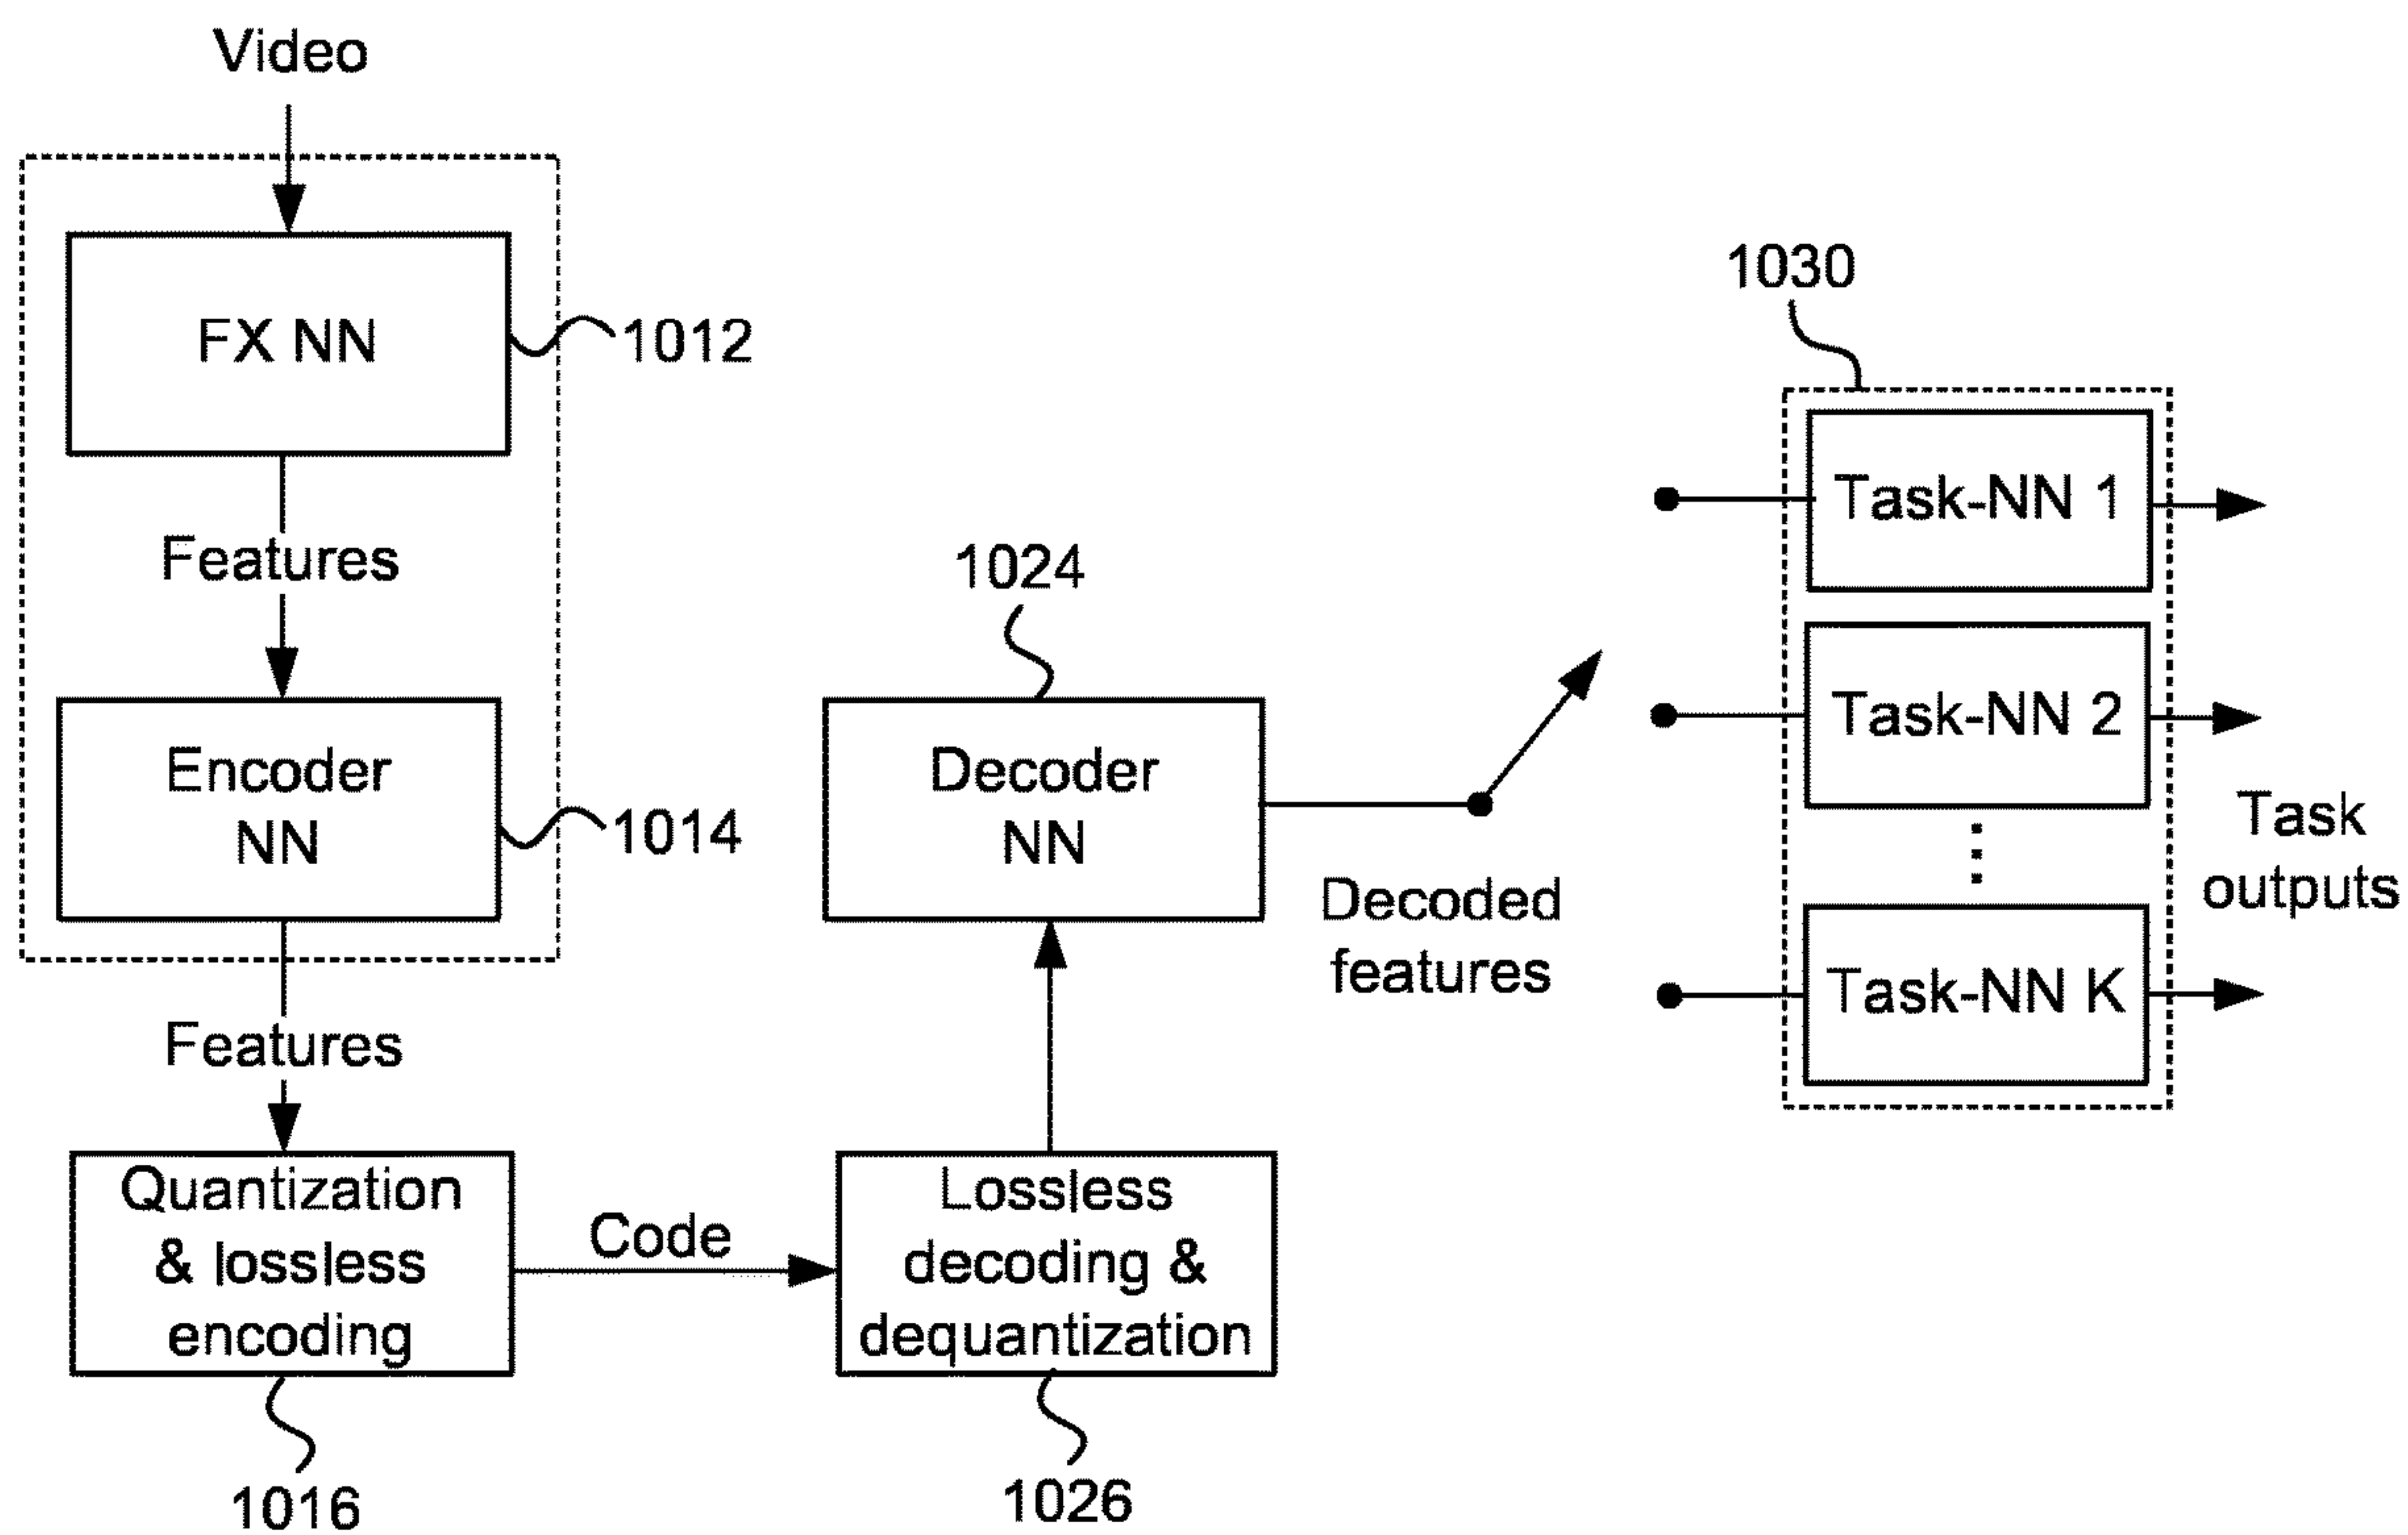 Video
FX NN
1012
Features
Encoder
NN
1014
Features
Quantization
& lossless
encoding
1016
Code
Lossless
decoding &
dequantization
1026
1024
Decoder
NN
Decoded
features
1030
Task-NN 1
Task-NN 2
Task-NN K
Task
outputs